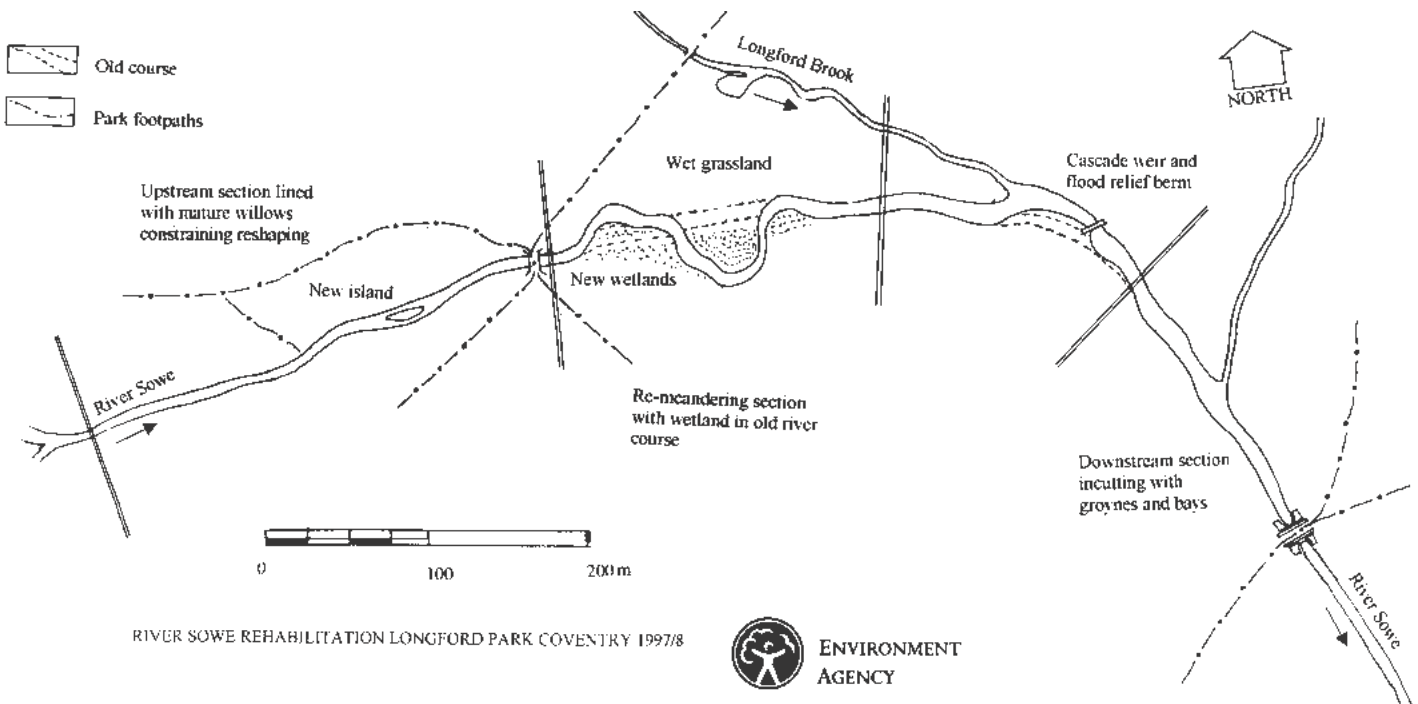 Old course
Park footpaths
Longford Brook
NORTH
Wet grassland
Cascade weir and
flood relief berm
Upstream section lined
with mature willows
constraining reshaping
New island
New wetlands
River Sowe
Re-meandering section
with wetland in old river
course
Downstream section
incutting with
groynes and bays
0 100 200 m
River Sowe
RIVER SOWE REHABILITATION LONGFORD PARK COVENTRY 1997/8
ENVIRONMENT
AGENCY